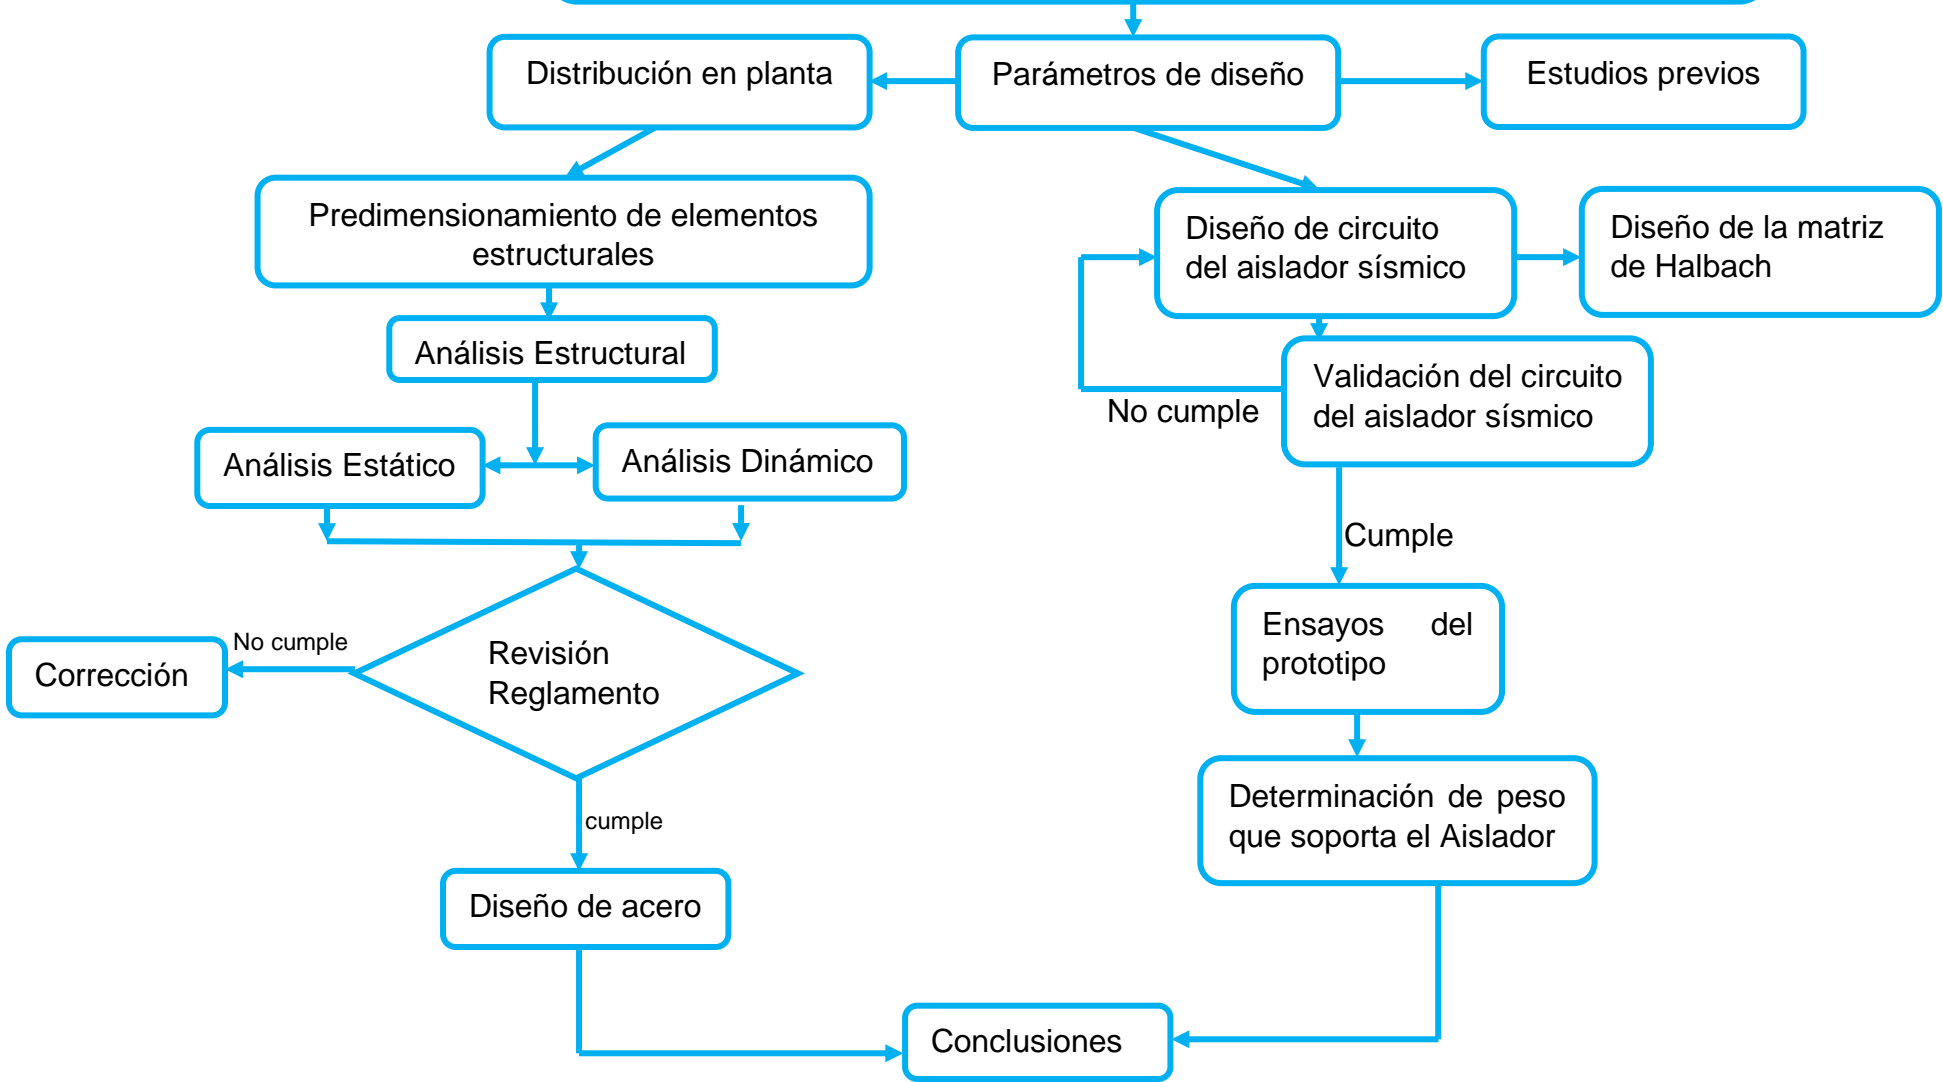 Distribución en planta
Parámetros de diseño
Estudios previos
Predimensionamiento de elementos
estructurales
Diseño de circuito
del aislador sísmico
Diseño de la matriz
de Halbach
Análisis Estructural
Validación del circuito
del aislador sísmico
No cumple
Análisis Estático
Análisis Dinámico
Cumple
Ensayos del
prototipo
No cumple
Corrección
Revisión
Reglamento
Determinación de peso
que soporta el Aislador
cumple
Diseño de acero
Conclusiones